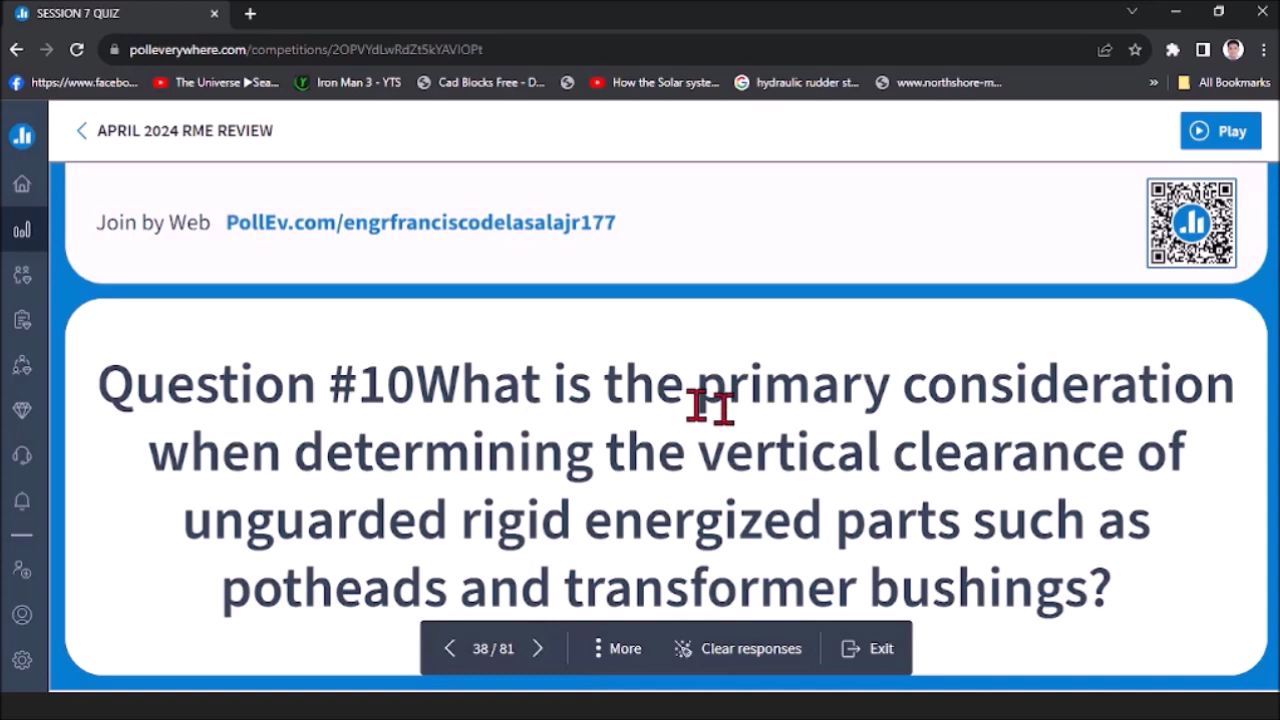 SESSION 7 QUIZ
polleverywhere.com/competitions/2OPVYdLwRdZt5kYAVIOPt
https://www.facebo... The Universe ▶Sea... Iron Man 3 - YTS Cad Blocks Free - D... How the Solar syste... hydraulic rudder st... www.northshore-m... » All Bookmarks
APRIL 2024 RME REVIEW Play
Join by Web PollEv.com/engrfranciscodelasalajr177
Question #10What is the primary consideration
when determining the vertical clearance of
unguarded rigid energized parts such as
potheads and transformer bushings?
38 / 81 More Clear responses Exit